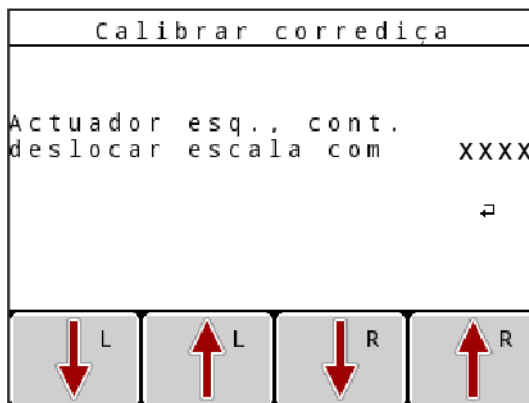 Calibrar corrediça
Actuador esq., cont.
deslocar escala com XXXX
L L R R